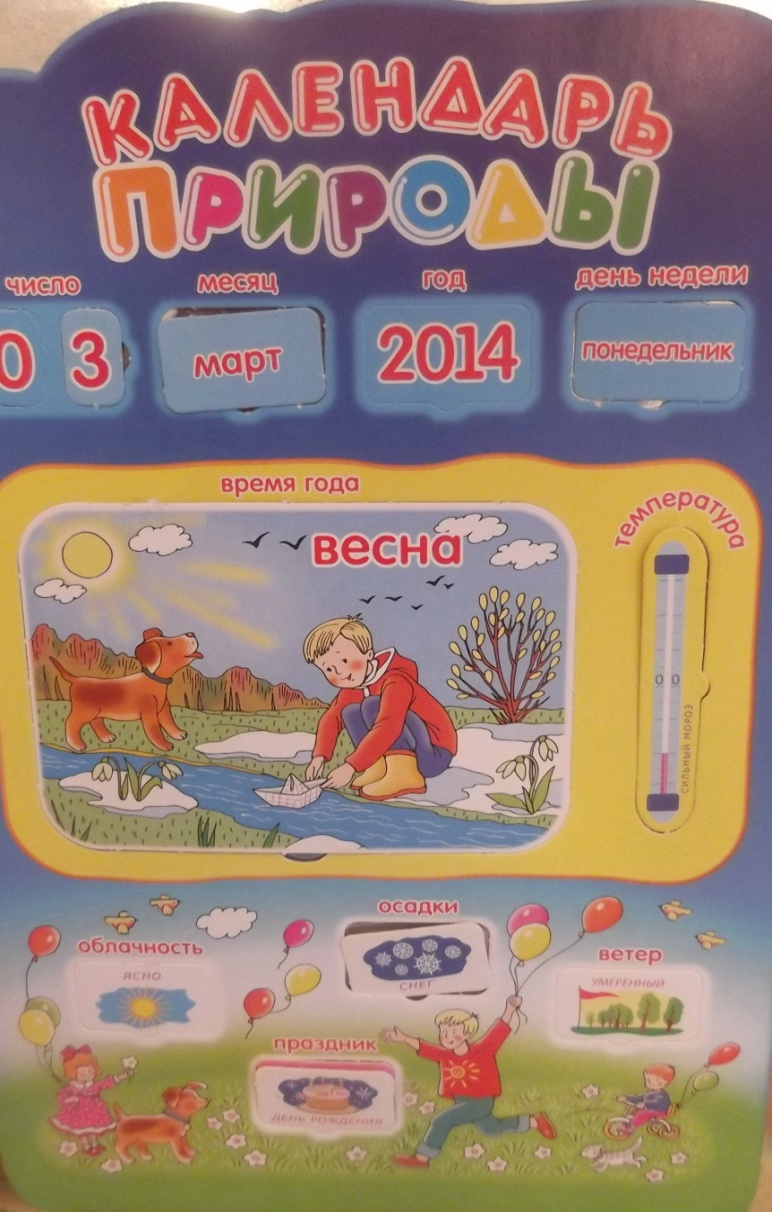 КАЛЕНДАРЬ
ПРИРОДЫ
число месяц год день недели
0 3 март 2014 понедельник
время года
весна
температура
0 0
СИЛЬНЫЙ МОРОЗ
осадки
СНЕГ
облачность
ЯСНО
ветер
УМЕРЕННЫЙ
праздник
ДЕНЬ РОЖДЕНИЯ